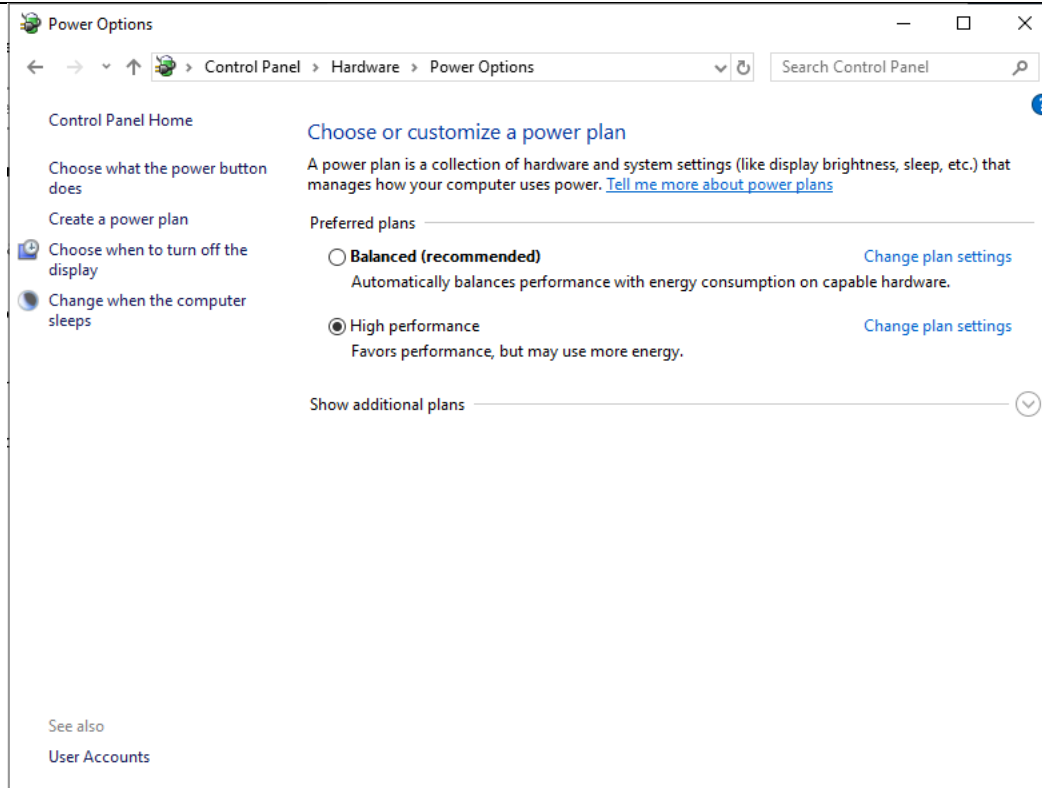 Power Options
Control Panel > Hardware > Power Options
Search Control Panel
Control Panel Home
Choose what the power button
does
Create a power plan
Choose when to turn off the
display
Change when the computer
sleeps
Choose or customize a power plan
A power plan is a collection of hardware and system settings (like display brightness, sleep, etc.) that
manages how your computer uses power. Tell me more about power plans
Preferred plans
Balanced (recommended)
Change plan settings
Automatically balances performance with energy consumption on capable hardware.
High performance
Change plan settings
Favors performance, but may use more energy.
Show additional plans
See also
User Accounts